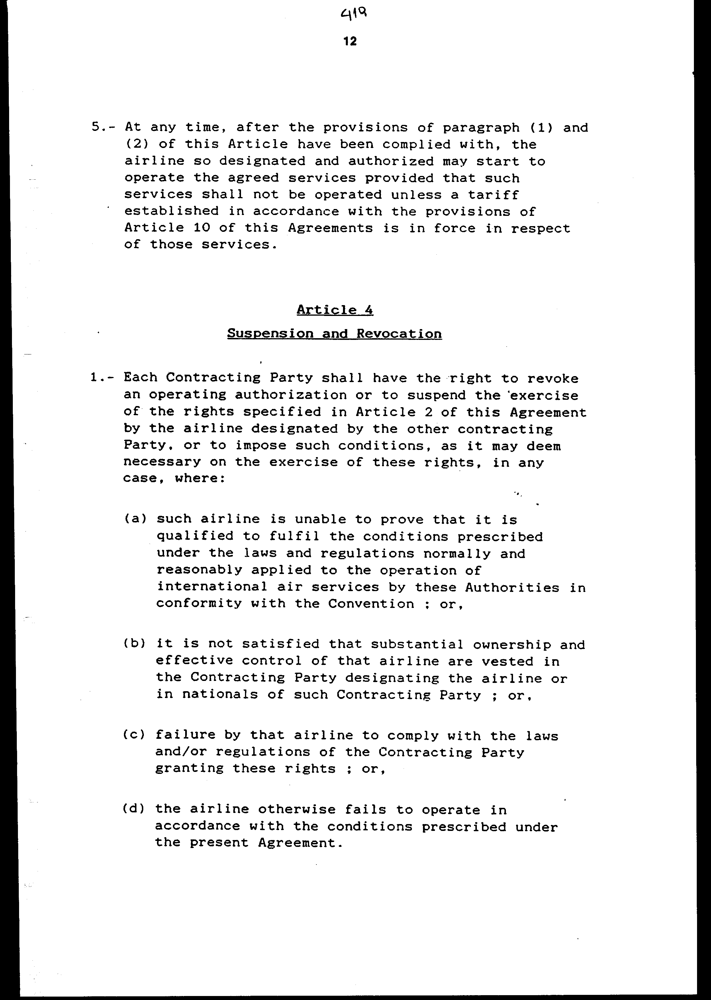 419
12
5.- At any time, after the provisions of paragraph (1) and
(2) of this Article have been complied with, the
airline so designated and authorized may start to
operate the agreed services provided that such
services shall not be operated unless a tariff
established in accordance with the provisions of
Article 10 of this Agreements is in force in respect
of those services.
Article 4
Suspension and Revocation
1.- Each Contracting Party shall have the right to revoke
an operating authorization or to suspend the exercise
of the rights specified in Article 2 of this Agreement
by the airline designated by the other contracting
Party, or to impose such conditions, as it may deem
necessary on the exercise of these rights, in any
case, where:
(a) such airline is unable to prove that it is
qualified to fulfil the conditions prescribed
under the laws and regulations normally and
reasonably applied to the operation of
international air services by these Authorities in
conformity with the Convention ; or,
(b) it is not satisfied that substantial ownership and
effective control of that airline are vested in
the Contracting Party designating the airline or
in nationals of such Contracting Party ; or,
(c) failure by that airline to comply with the laws
and/or regulations of the Contracting Party
granting these rights ; or,
(d) the airline otherwise fails to operate in
accordance with the conditions prescribed under
the present Agreement.